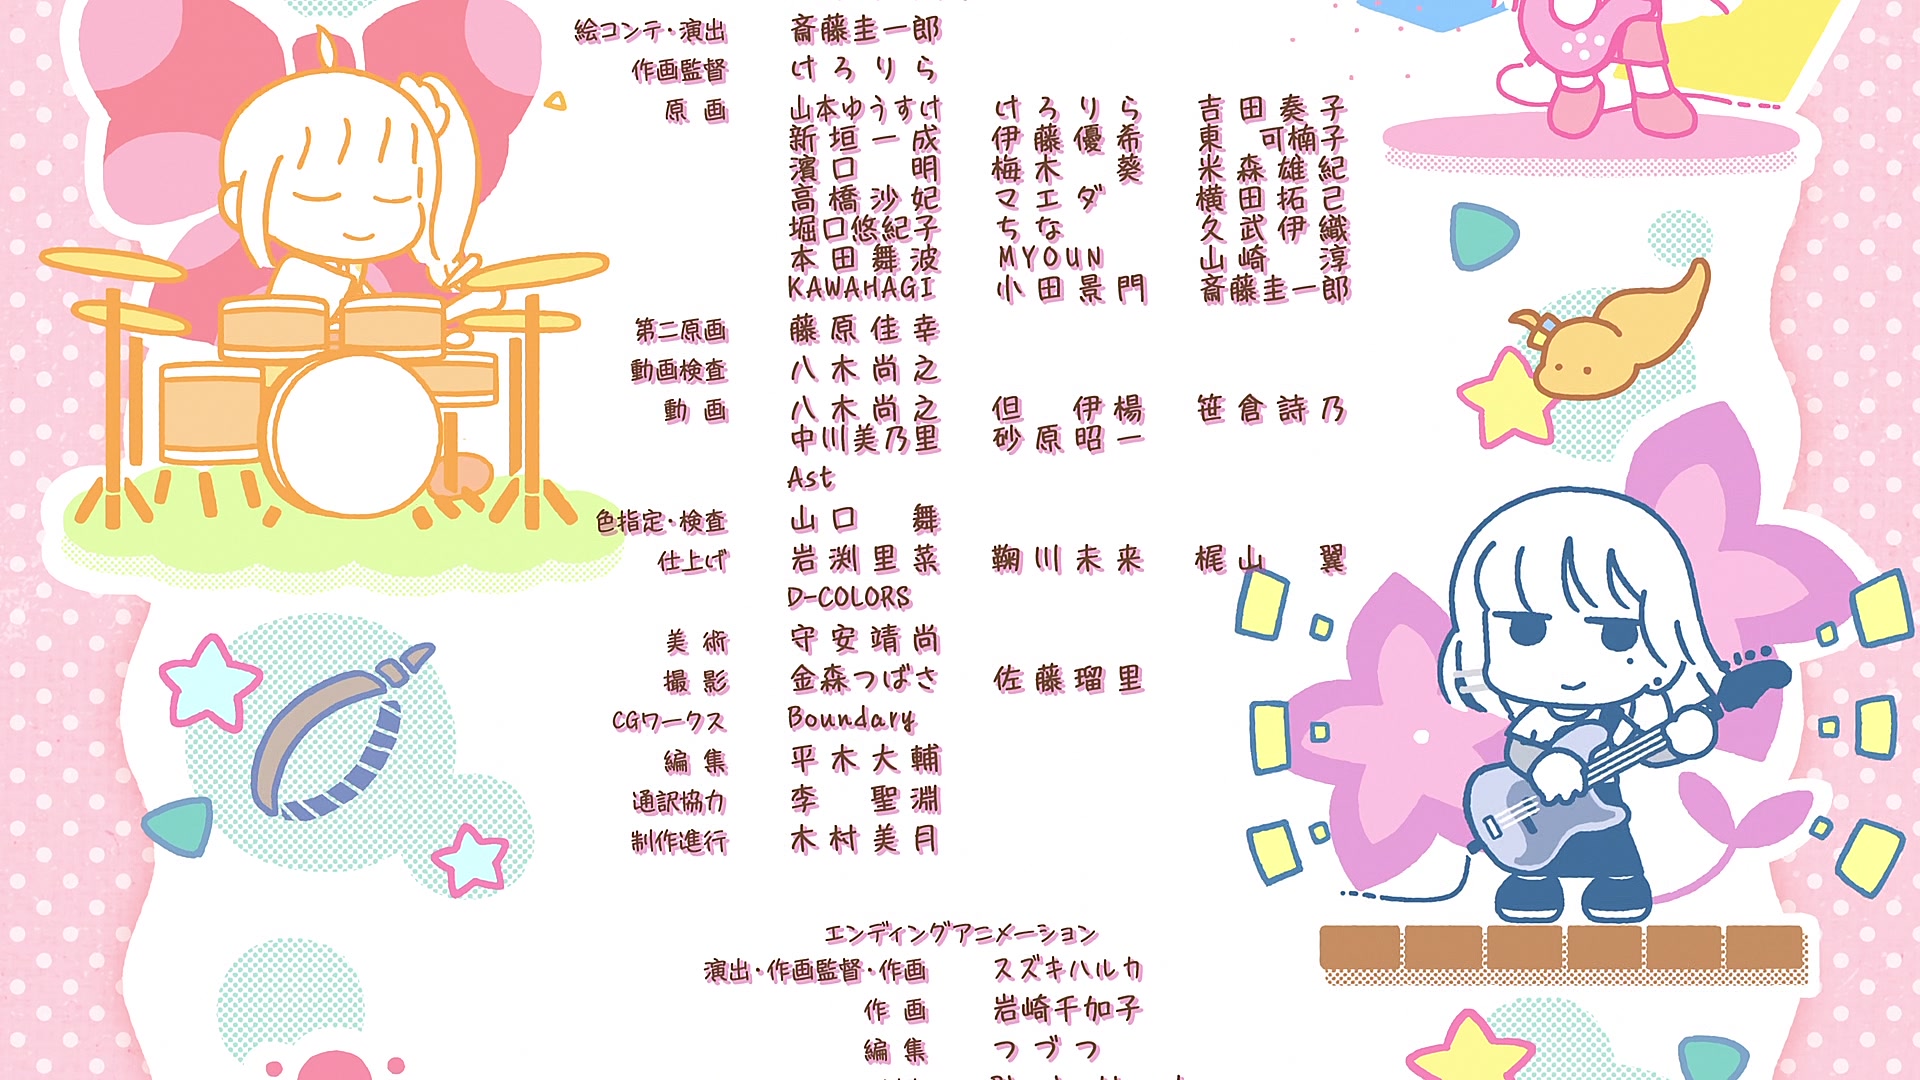 絵コンテ・演出 斎藤圭一郎
作画監督 けろりら
原画 山本ゆうすけ けろりら 吉田奏子
新垣一成 伊藤優希 東 可楠子
濱口 明 梅木 葵 米森雄紀
高橋沙妃 マエダ 横田拓己
堀口悠紀子 ちな 久武伊織
本田舞波 MYOUN 山崎 淳
KAWAHAGI 小田景門 斎藤圭一郎
第二原画 藤原佳幸
動画検査 八木尚之
動画 八木尚之 但 伊楊 笹倉詩乃
中川美乃里 砂原昭一
Ast
色指定・検査 山口 舞
仕上げ 岩渕里菜 鞠川未来 梶山 翼
D-COLORS
美術 守安靖尚
撮影 金森つばさ 佐藤瑠里
CGワークス Boundary
編集 平木大輔
通訳協力 李 聖淵
制作進行 木村美月
エンディングアニメーション
演出・作画監督・作画 スズキハルカ
作画 岩崎千加子
編集 つづつ